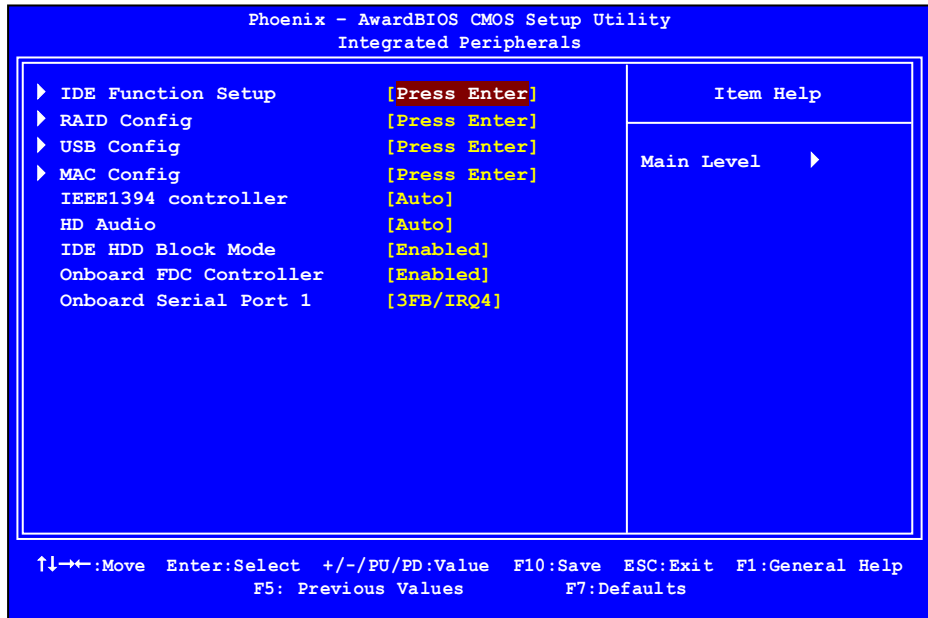 Phoenix – AwardBIOS CMOS Setup Utility
Integrated Peripherals
IDE Function Setup [Press Enter]
RAID Config [Press Enter]
USB Config [Press Enter]
MAC Config [Press Enter]
IEEE1394 controller [Auto]
HD Audio [Auto]
IDE HDD Block Mode [Enabled]
Onboard FDC Controller [Enabled]
Onboard Serial Port 1 [3FB/IRQ4]
Item Help
Main Level
↑↓→←:Move Enter:Select +/-/PU/PD:Value F10:Save ESC:Exit F1:General Help
F5: Previous Values F7:Defaults